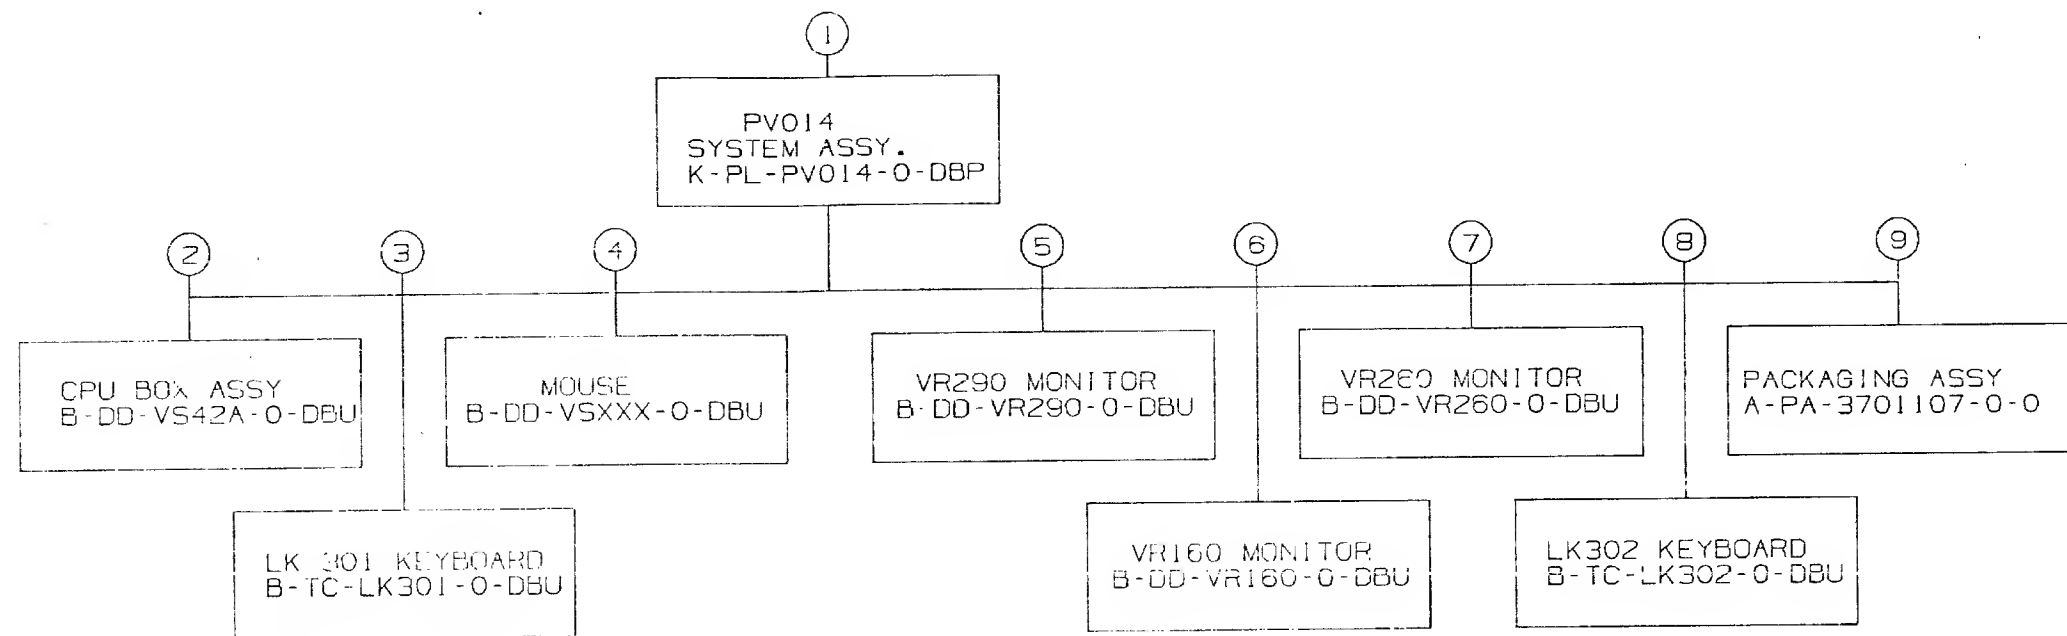 1
PV014
SYSTEM ASSY.
K-PL-PV014-0-DBP
2
3
4
5
6
7
8
9
CPU BOX ASSY
B-DD-VS42A-0-DBU
MOUSE
B-DD-VSXXX-0-DBU
VR290 MONITOR
B-DD-VR290-0-DBU
VR260 MONITOR
B-DD-VR260-0-DBU
PACKAGING ASSY
A-PA-3701107-0-0
LK 301 KEYBOARD
B-TC-LK301-0-DBU
VR160 MONITOR
B-DD-VR160-0-DBU
LK302 KEYBOARD
B-TC-LK302-0-DBU